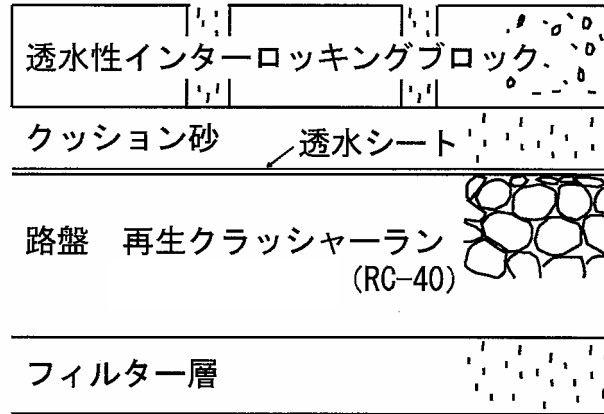 透水性インターロッキングブロック
クッション砂
透水シート
路盤 再生クラッシャーラン
(RC-40)
フィルター層